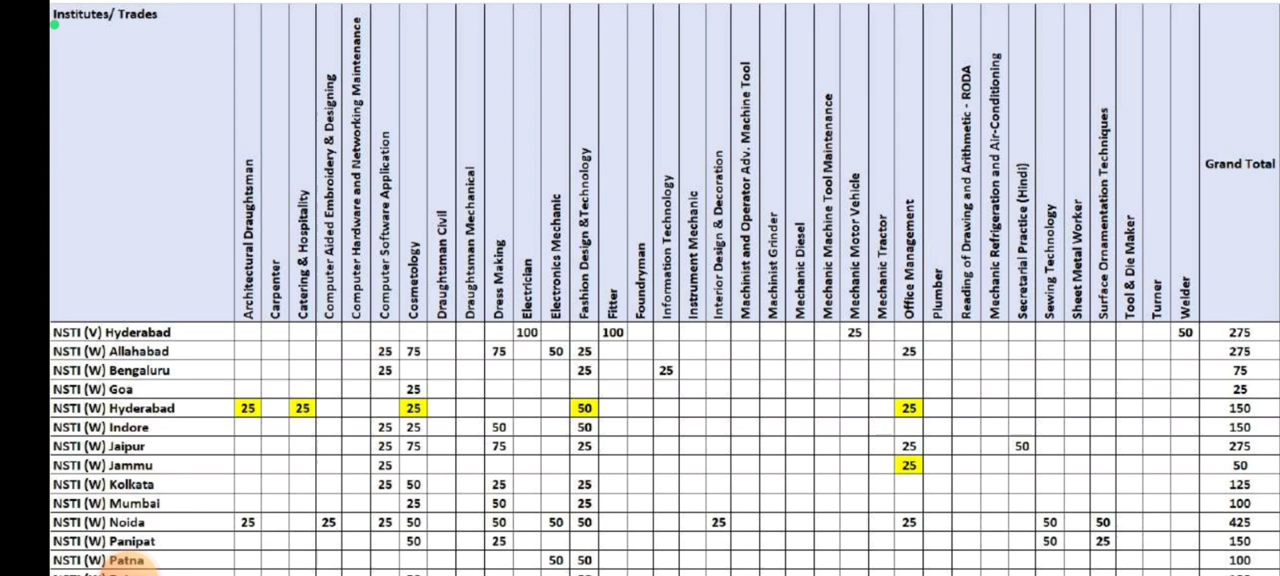 Institutes/ Trades
Architectural Draughtsman
Carpenter
Catering & Hospitality
Computer Aided Embroidery & Designing
Computer Hardware and Networking Maintenance
Computer Software Application
Cosmetology
Draughtsman Civil
Draughtsman Mechanical
Dress Making
Electrician
Electronics Mechanic
Fashion Design &Technology
Fitter
Foundryman
Information Technology
Instrument Mechanic
Interior Design & Decoration
Machinist and Operator Adv. Machine Tool
Machinist Grinder
Mechanic Diesel
Mechanic Machine Tool Maintenance
Mechanic Motor Vehicle
Mechanic Tractor
Office Management
Plumber
Reading of Drawing and Arithmetic - RODA
Mechanic Refrigeration and Air-Conditioning
Secretarial Practice (Hindi)
Sewing Technology
Sheet Metal Worker
Surface Ornamentation Techniques
Tool & Die Maker
Turner
Welder
Grand Total
NSTI (V) Hyderabad 100 100 25 50 275
NSTI (W) Allahabad 25 75 75 50 25 25 275
NSTI (W) Bengaluru 25 25 25 75
NSTI (W) Goa 25 25
NSTI (W) Hyderabad 25 25 25 50 25 150
NSTI (W) Indore 25 25 50 50 150
NSTI (W) Jaipur 25 75 75 25 25 50 275
NSTI (W) Jammu 25 25 50
NSTI (W) Kolkata 25 50 25 25 125
NSTI (W) Mumbai 25 50 25 100
NSTI (W) Noida 25 25 25 50 50 50 50 25 25 50 50 425
NSTI (W) Panipat 50 25 50 25 150
NSTI (W) Patna 50 50 100